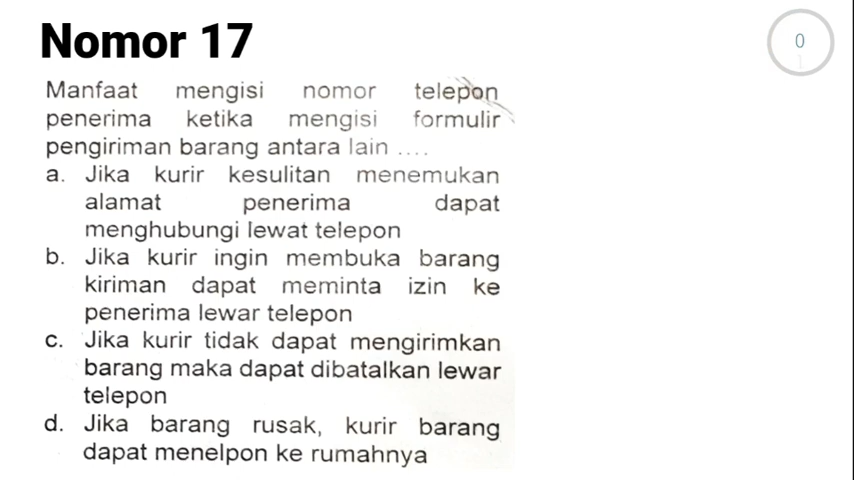 Nomor 17
0
Manfaat mengisi nomor telepon
penerima ketika mengisi formulir
pengiriman barang antara lain ....
a. Jika kurir kesulitan menemukan
alamat penerima dapat
menghubungi lewat telepon
b. Jika kurir ingin membuka barang
kiriman dapat meminta izin ke
penerima lewar telepon
c. Jika kurir tidak dapat mengirimkan
barang maka dapat dibatalkan lewar
telepon
d. Jika barang rusak, kurir barang
dapat menelpon ke rumahnya